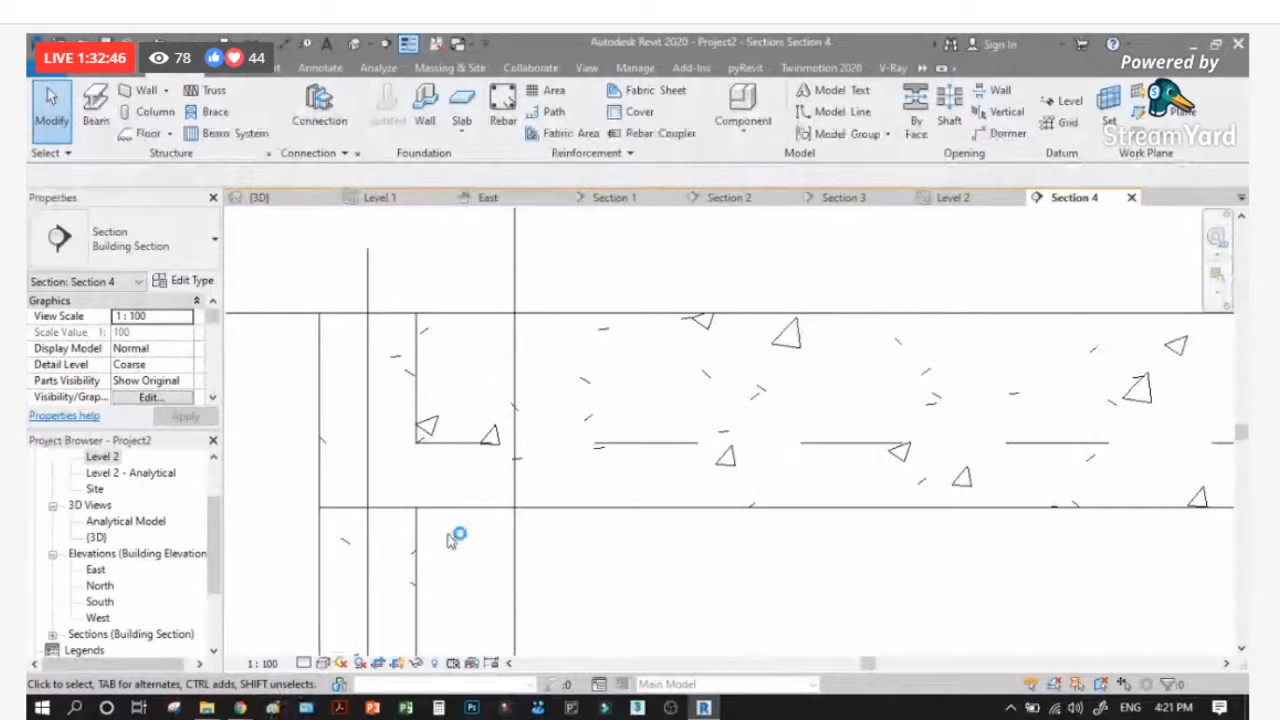 LIVE 1:32:46 78 44
Autodesk Revit 2020 - Project2 - Section: Section 4
Sign In
Powered by
StreamYard
Annotate Analyze Massing & Site Collaborate View Manage Add-Ins pyRevit Twinmotion 2020 V-Ray
Modify Beam Wall Truss Connection Wall Slab Rebar Area Fabric Sheet Component Model Text By Face Shaft Wall Level Set
Column Brace Path Cover Model Line Vertical Grid Plane
Floor Beam System Fabric Area Rebar Coupler Model Group Dormer
Select Structure Connection Foundation Reinforcement Model Opening Datum Work Plane
Properties
{3D} Level 1 East Section 1 Section 2 Section 3 Level 2 Section 4
Section
Building Section
Section: Section 4 Edit Type
Graphics
View Scale 1 : 100
Scale Value 1: 100
Display Model Normal
Detail Level Coarse
Parts Visibility Show Original
Visibility/Grap... Edit...
Properties help Apply
Project Browser - Project2
Level 2
Level 2 - Analytical
Site
3D Views
Analytical Model
{3D}
Elevations (Building Elevation
East
North
South
West
Sections (Building Section)
Legends
1 : 100
Click to select, TAB for alternates, CTRL adds, SHIFT unselects. :0 Main Model :0
ENG 4:21 PM